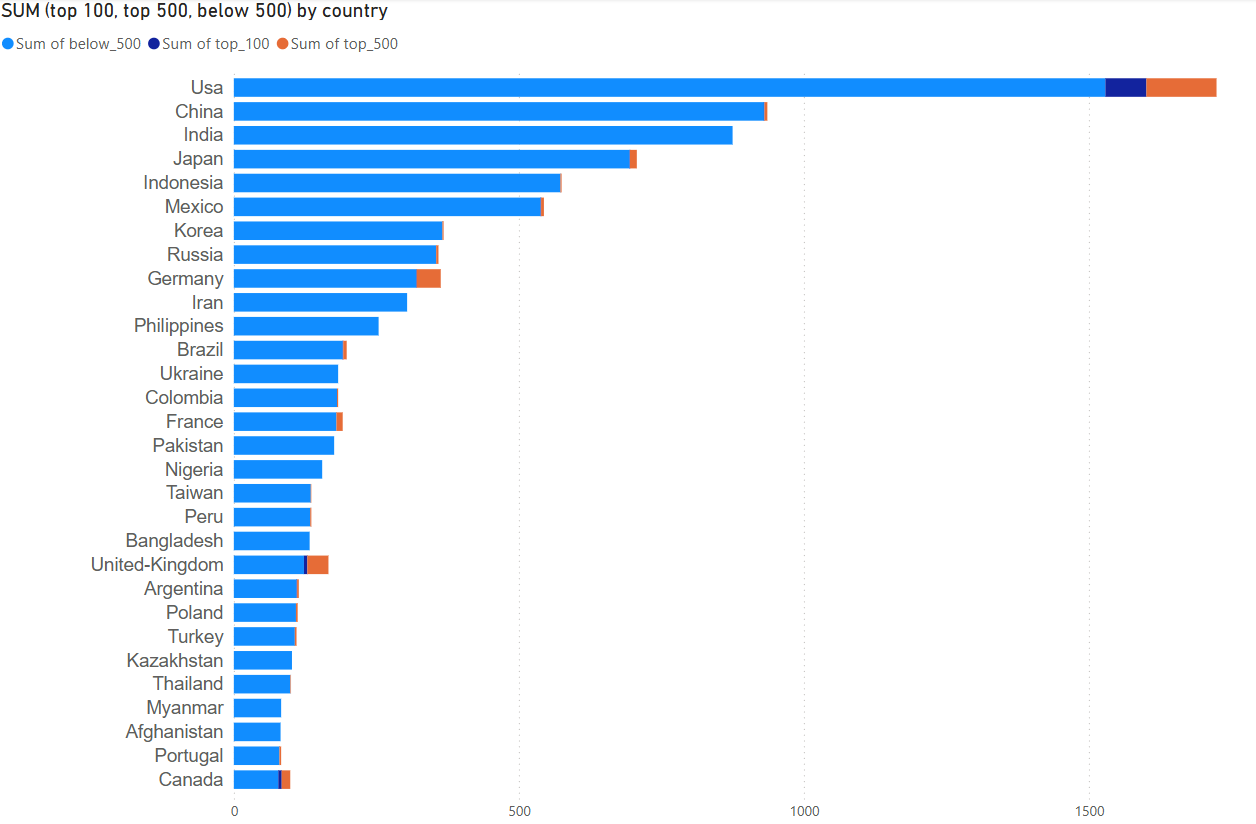 SUM (top 100, top 500, below 500) by country
Sum of below_500 Sum of top_100 Sum of top_500
Usa
China
India
Japan
Indonesia
Mexico
Korea
Russia
Germany
Iran
Philippines
Brazil
Ukraine
Colombia
France
Pakistan
Nigeria
Taiwan
Peru
Bangladesh
United-Kingdom
Argentina
Poland
Turkey
Kazakhstan
Thailand
Myanmar
Afghanistan
Portugal
Canada
0 500 1000 1500